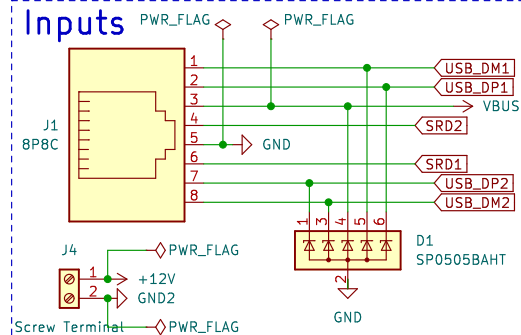 Inputs
PWR_FLAG
PWR_FLAG
1
USB_DM1
2
USB_DP1
3
VBUS
J1
8P8C
4
SRD2
5
GND
6
SRD1
7
USB_DP2
8
USB_DM2
1
3
4
5
6
D1
SP0505BAHT
2
GND
J4
PWR_FLAG
1
+12V
2
GND2
Screw Terminal
PWR_FLAG